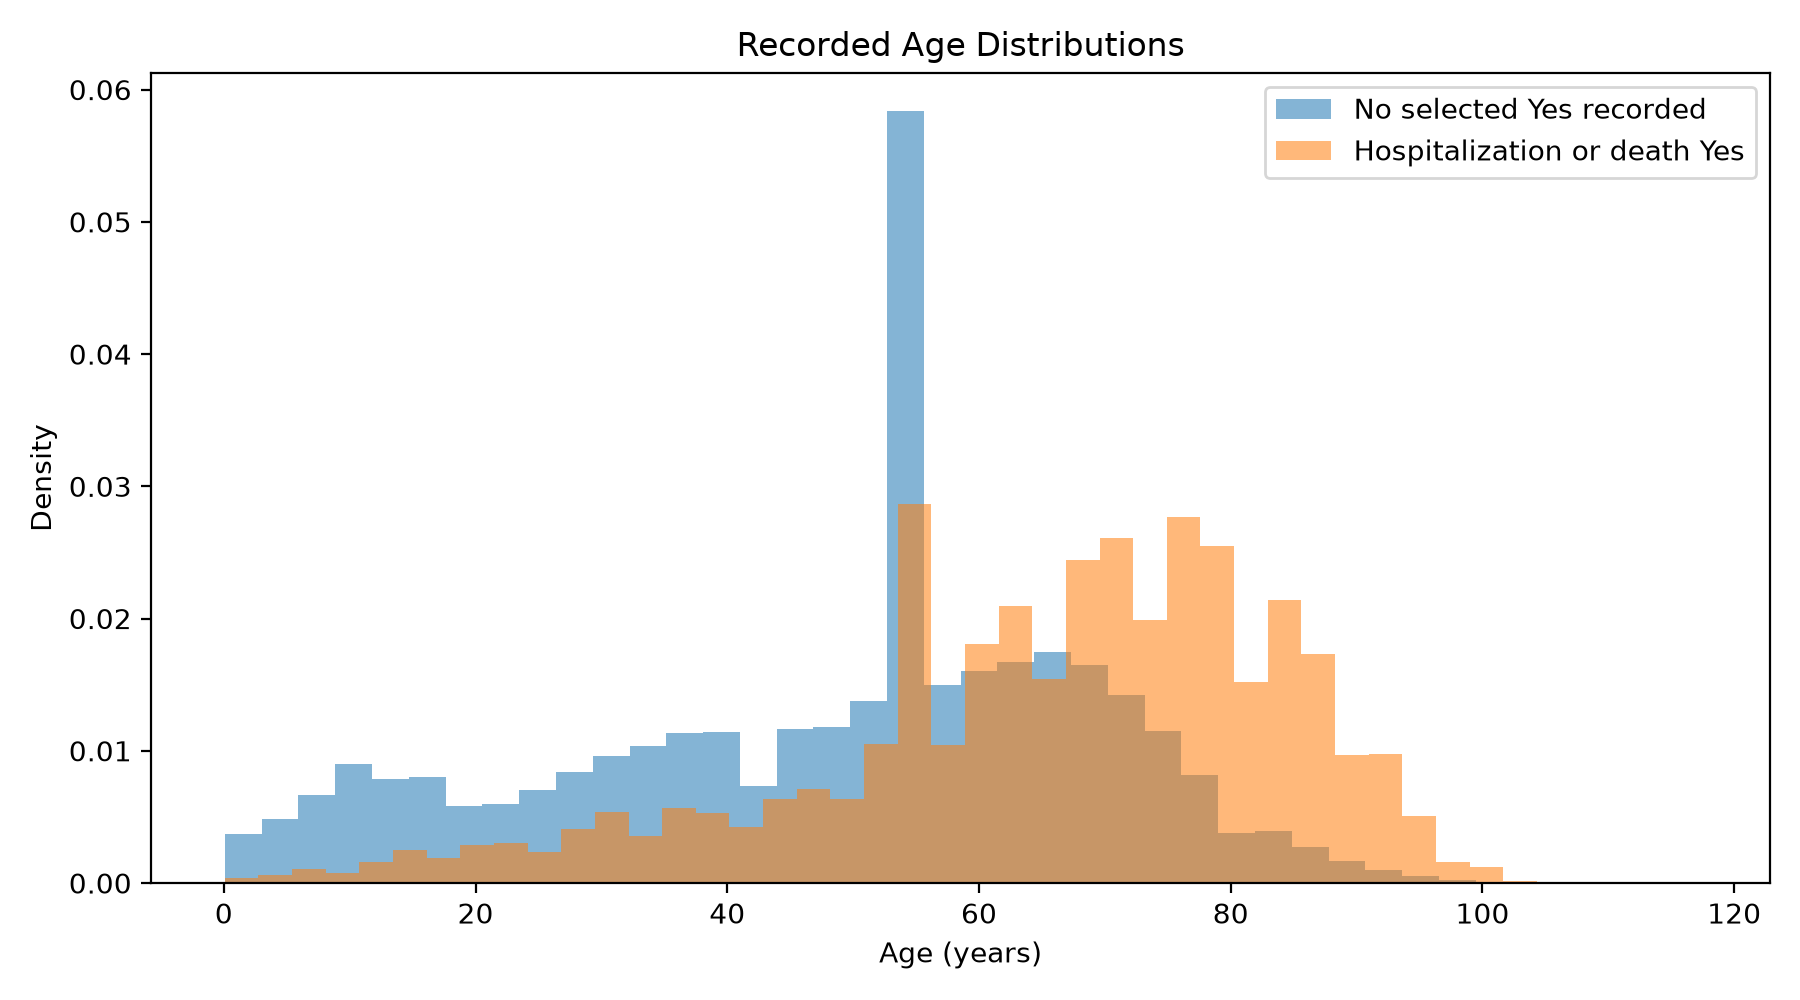 Recorded Age Distributions
No selected Yes recorded
Hospitalization or death Yes
Density
0.06
0.05
0.04
0.03
0.02
0.01
0.00
0 20 40 60 80 100 120
Age (years)